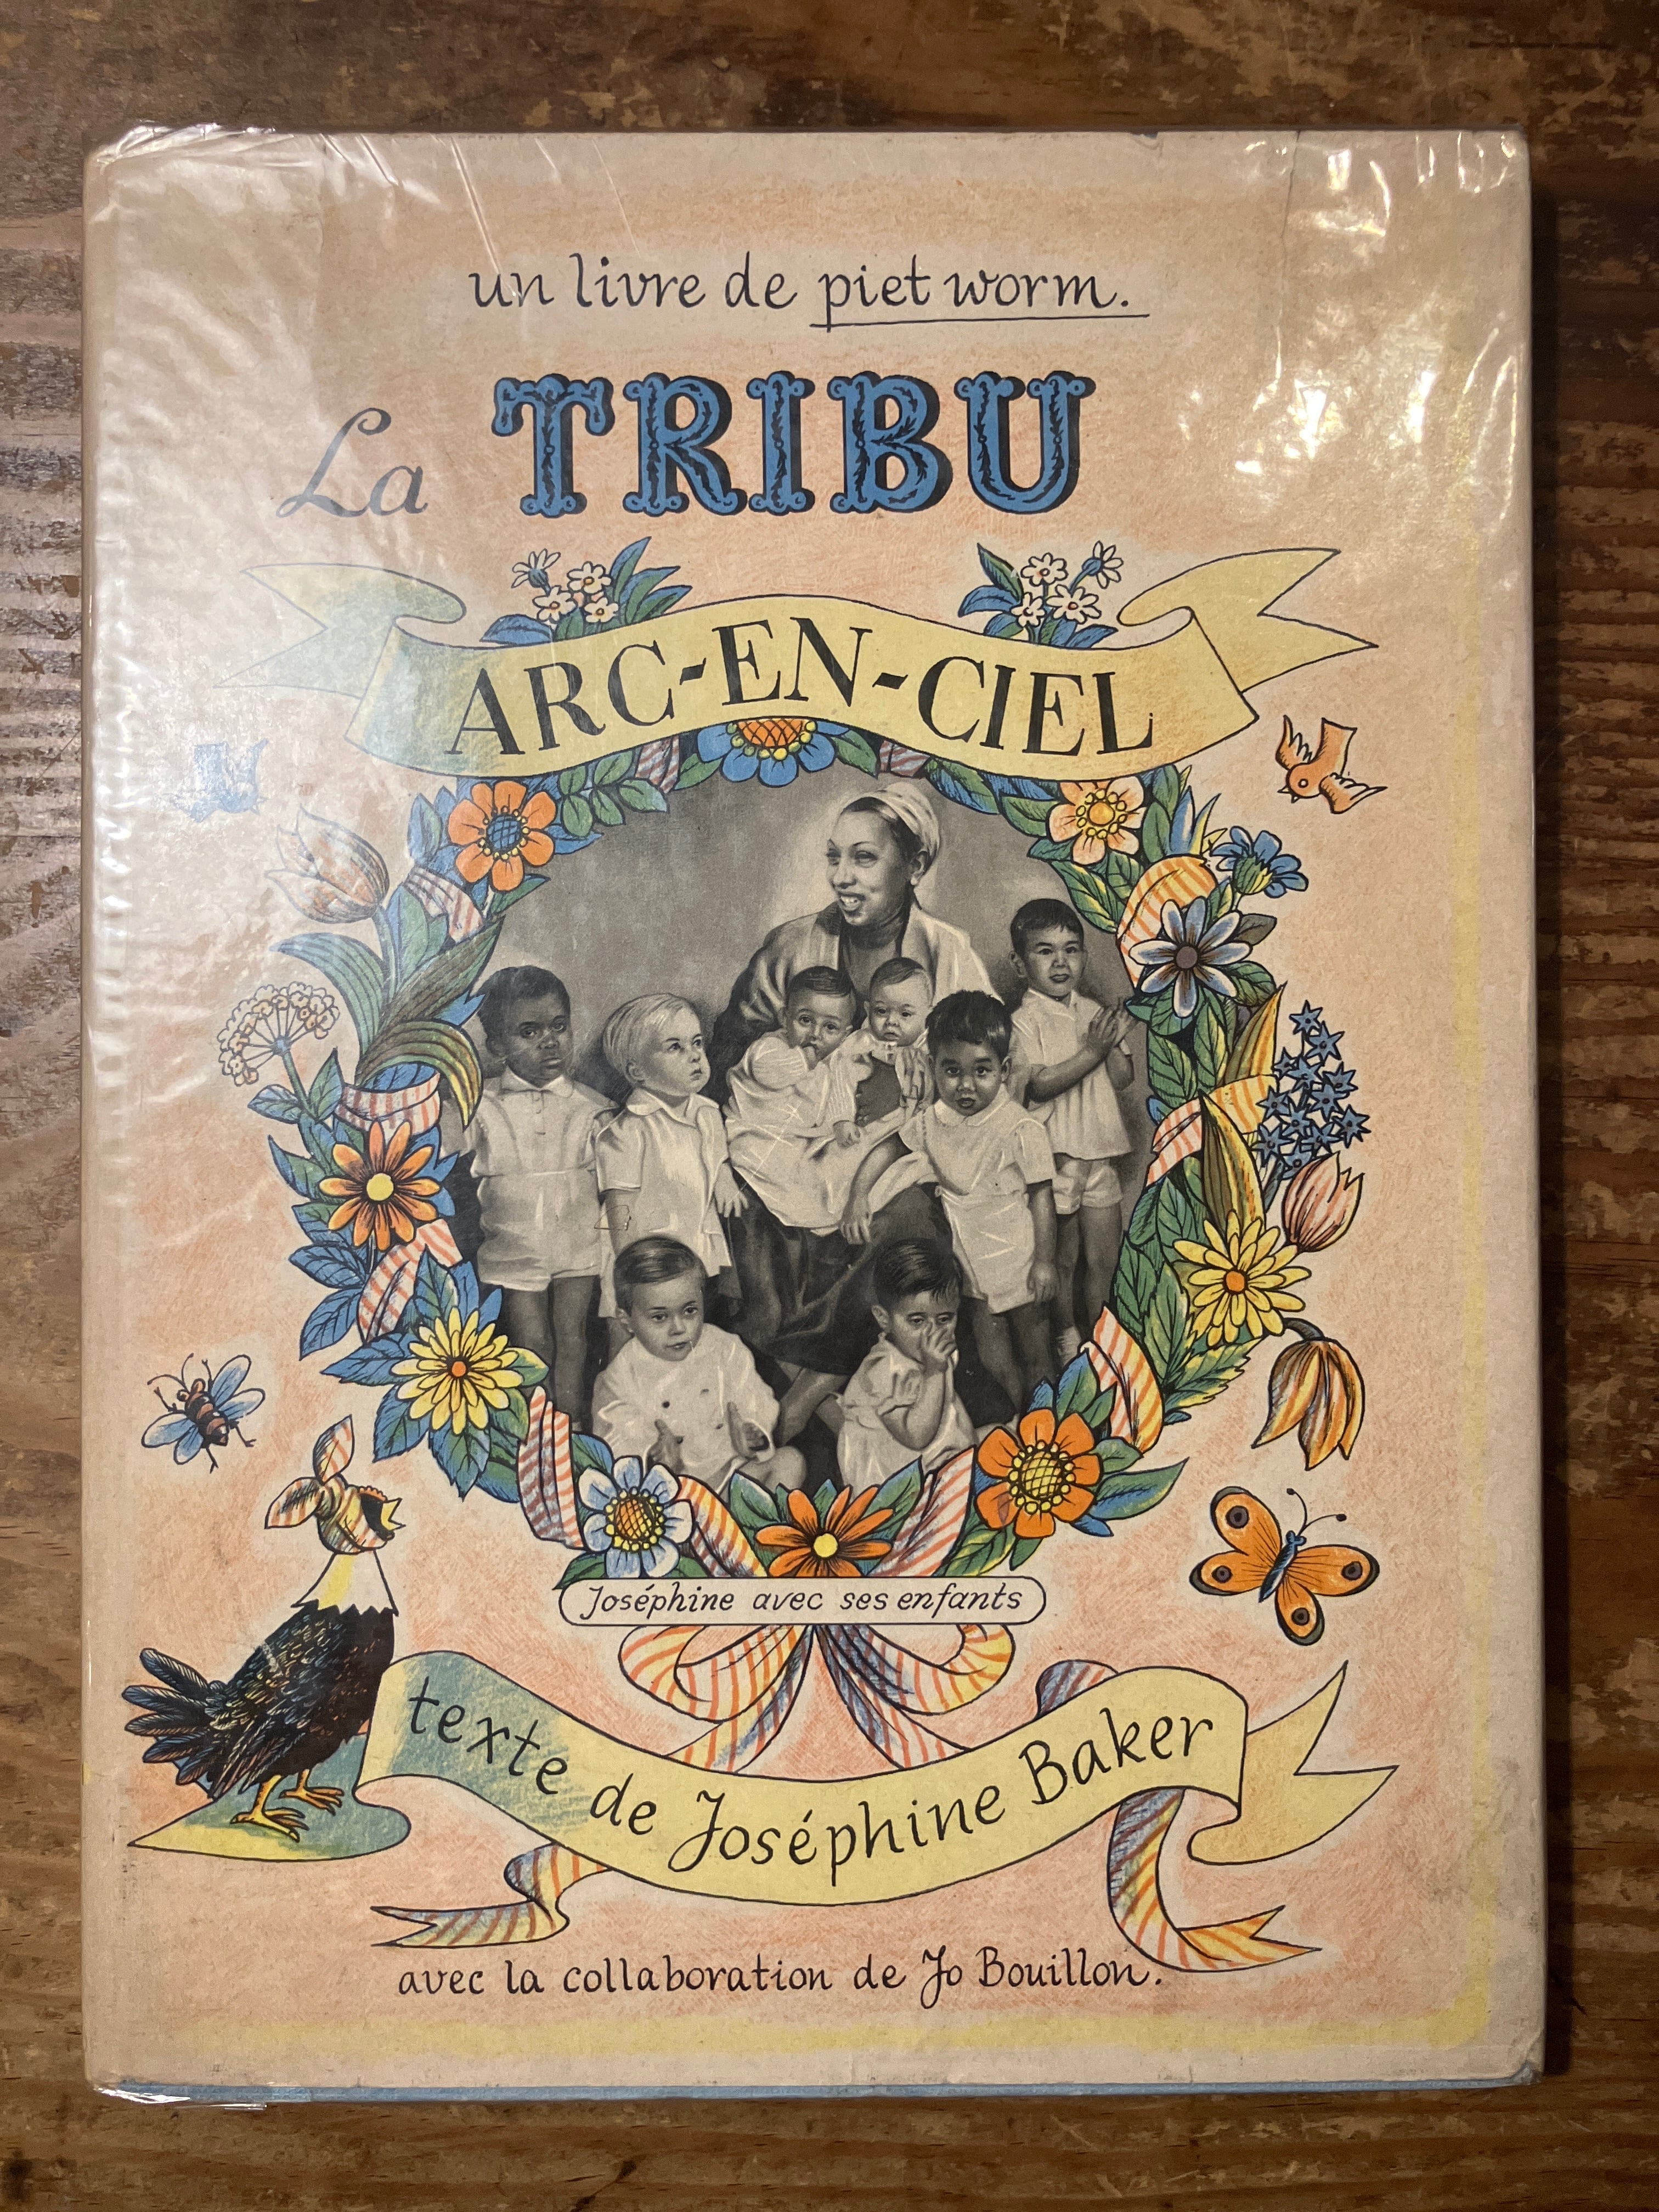 un livre de piet worm.
La TRIBU
ARC-EN-CIEL
Joséphine avec ses enfants
texte de Joséphine Baker
avec la collaboration de Jo Bouillon.